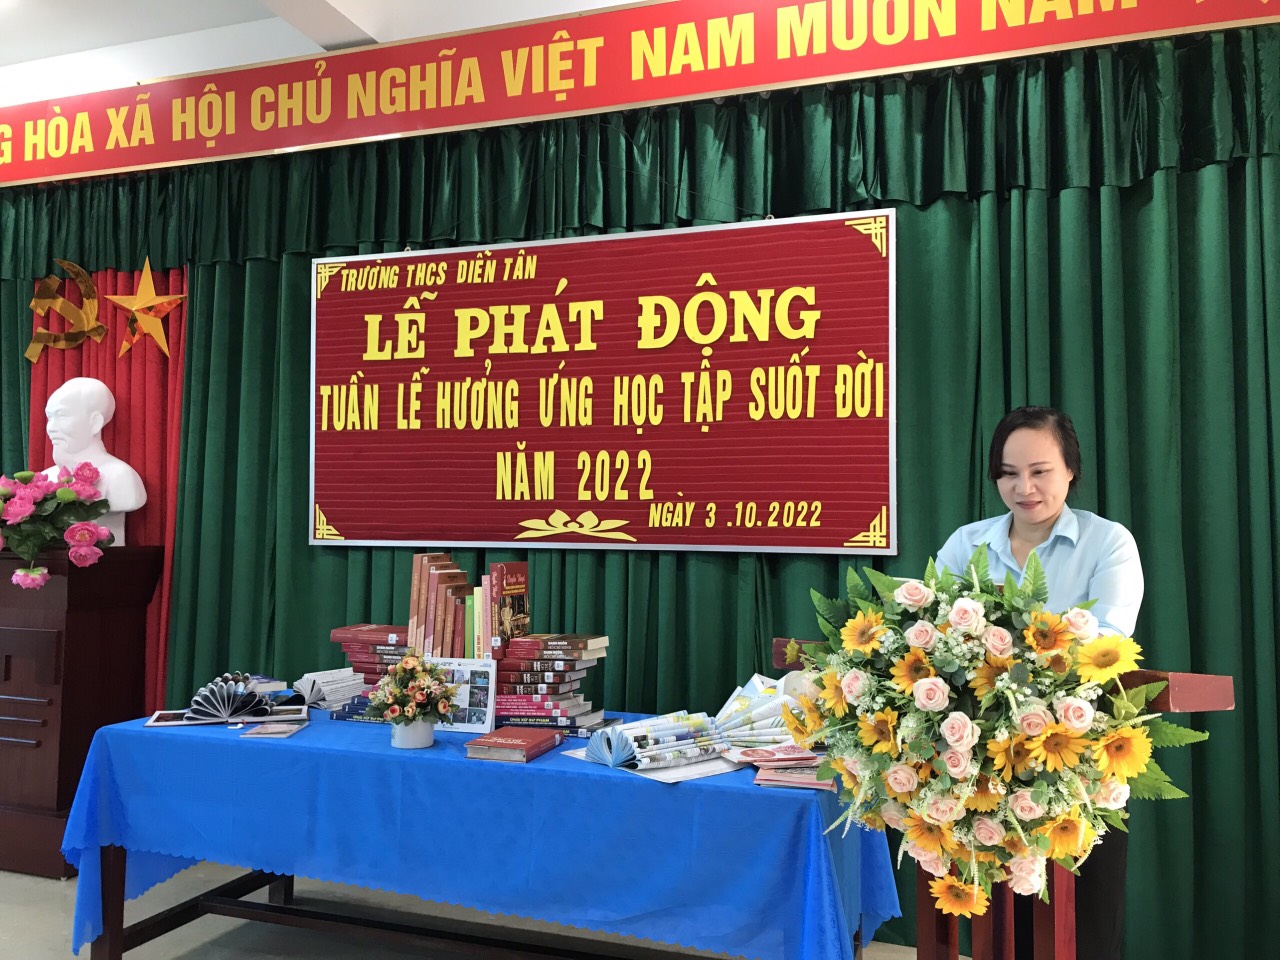 HÒA XÃ HỘI CHỦ NGHĨA VIỆT NAM MUÔN NĂM
TRƯỜNG THCS DIỄN TÂN
LỄ PHÁT ĐỘNG
TUẦN LỄ HƯỞNG ỨNG HỌC TẬP SUỐT ĐỜI
NĂM 2022
NGÀY 3.10.2022